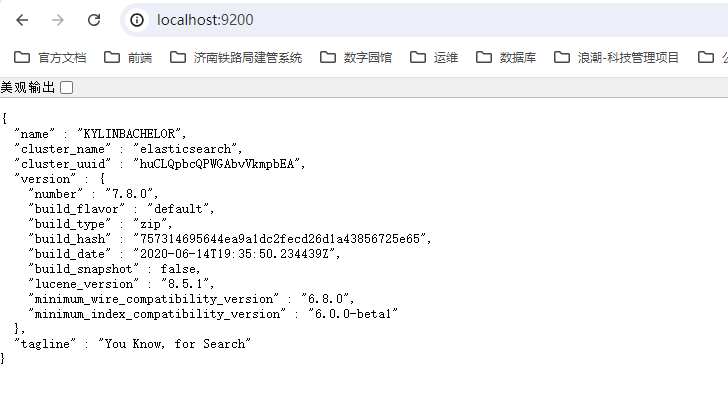 localhost:9200
官方文档 前端 济南铁路局建管系统 数字园馆 运维 数据库 浪潮-科技管理项目
美观输出
{
"name" : "KYLINBACHELOR",
"cluster_name" : "elasticsearch",
"cluster_uuid" : "huCLQpbcQPWGAbvVkmpbEA",
"version" : {
"number" : "7.8.0",
"build_flavor" : "default",
"build_type" : "zip",
"build_hash" : "757314695644ea9a1dc2fecd26d1a43856725e65",
"build_date" : "2020-06-14T19:35:50.234439Z",
"build_snapshot" : false,
"lucene_version" : "8.5.1",
"minimum_wire_compatibility_version" : "6.8.0",
"minimum_index_compatibility_version" : "6.0.0-beta1"
},
"tagline" : "You Know, for Search"
}